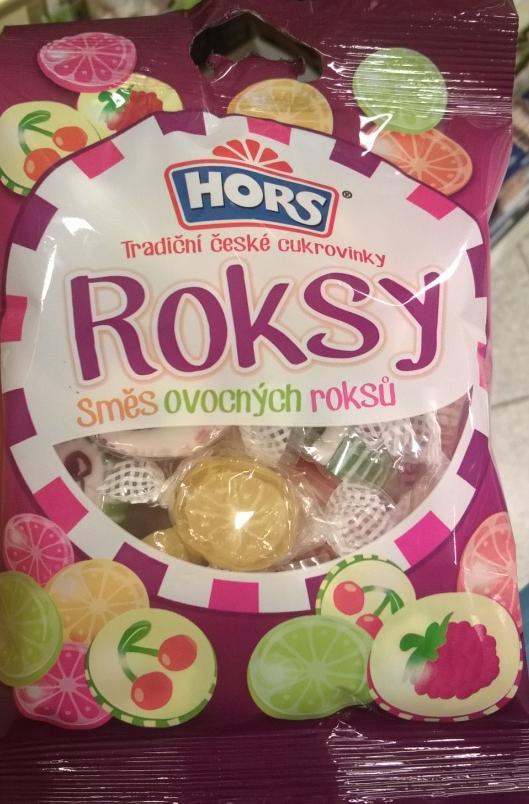 HORS®
Tradiční české cukrovinky
Roksy
Směs ovocných roksů